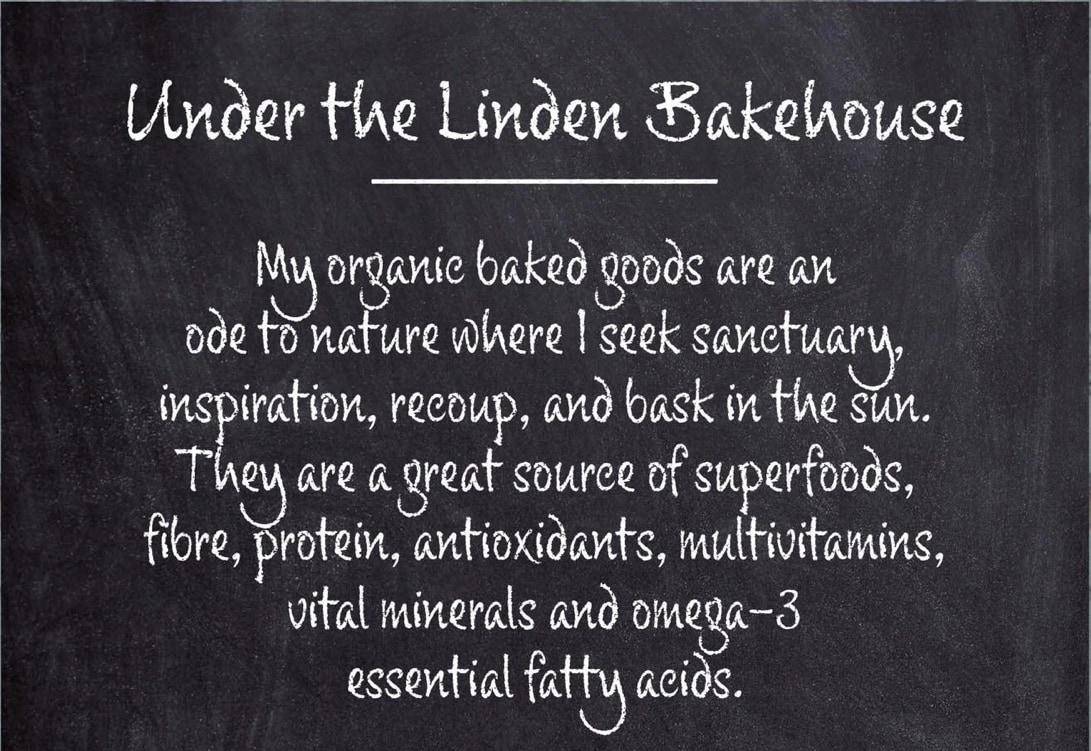 Under the Linden Bakehouse
My organic baked goods are an
ode to nature where I seek sanctuary,
inspiration, recoup, and bask in the sun.
They are a great source of superfoods,
fibre, protein, antioxidants, multivitamins,
vital minerals and omega-3
essential fatty acids.